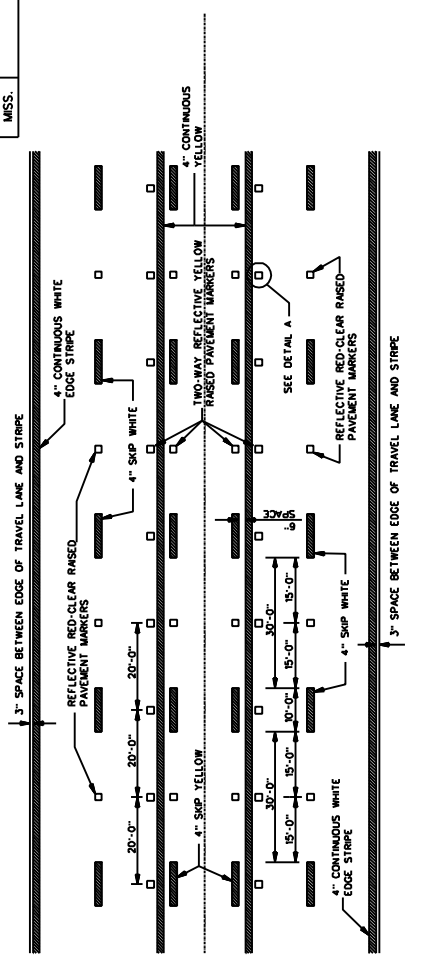 MISS.
3" SPACE BETWEEN EDGE OF TRAVEL LANE AND STRIPE
4" CONTINUOUS WHITE
EDGE STRIPE
REFLECTIVE RED-CLEAR RAISED
PAVEMENT MARKERS
4" SKIP WHITE
4" CONTINUOUS
YELLOW
20'-0"
20'-0"
20'-0"
TWO-WAY REFLECTIVE YELLOW
RAISED PAVEMENT MARKERS
4" SKIP YELLOW
6"
SPACE
SEE DETAIL A
30'-0"
30'-0"
15'-0"
15'-0"
10'-0"
15'-0"
15'-0"
REFLECTIVE RED-CLEAR RAISED
PAVEMENT MARKERS
4" SKIP WHITE
4" CONTINUOUS WHITE
EDGE STRIPE
3" SPACE BETWEEN EDGE OF TRAVEL LANE AND STRIPE